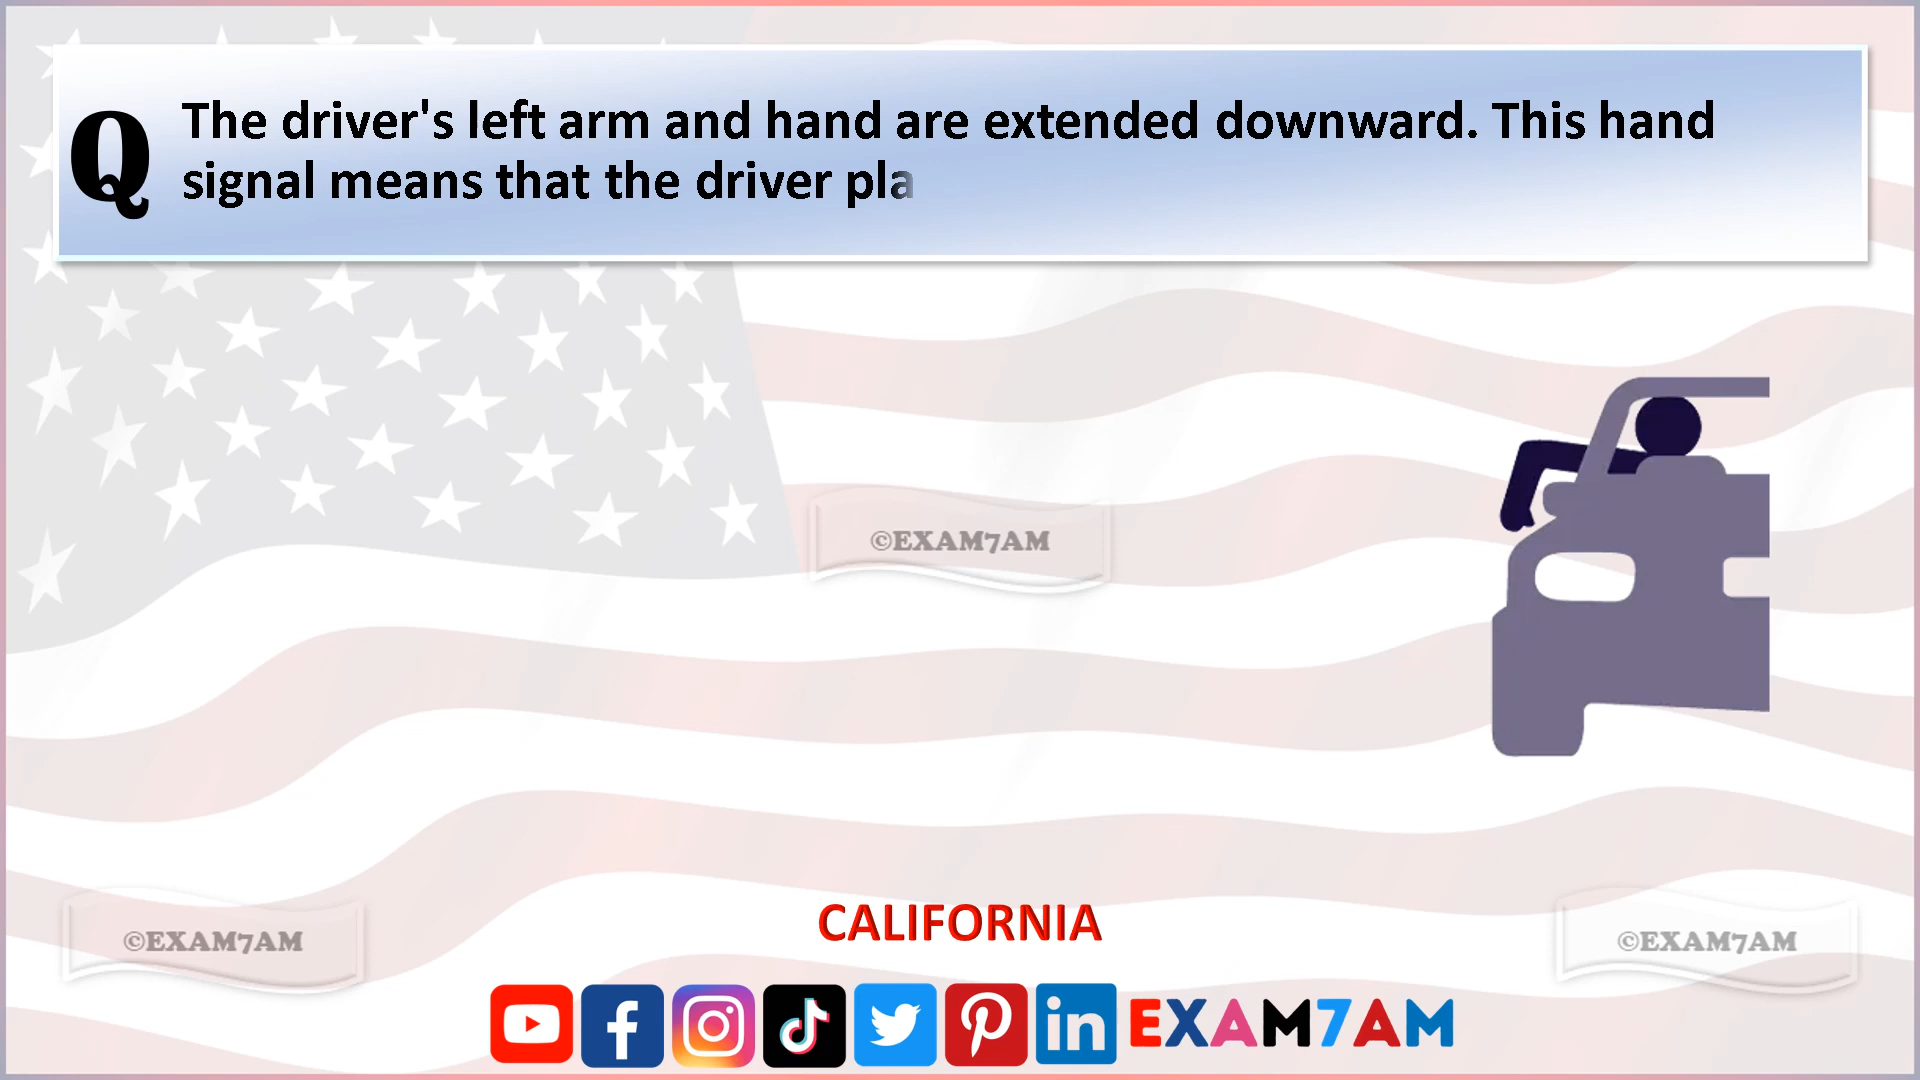 Q The driver's left arm and hand are extended downward. This hand
signal means that the driver pla
©EXAM7AM
CALIFORNIA
©EXAM7AM
©EXAM7AM
EXAM7AM